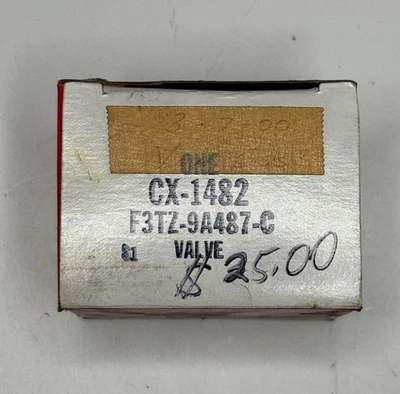 ONE
CX-1482
F3TZ-9A487-C
81 VALVE
$25.00